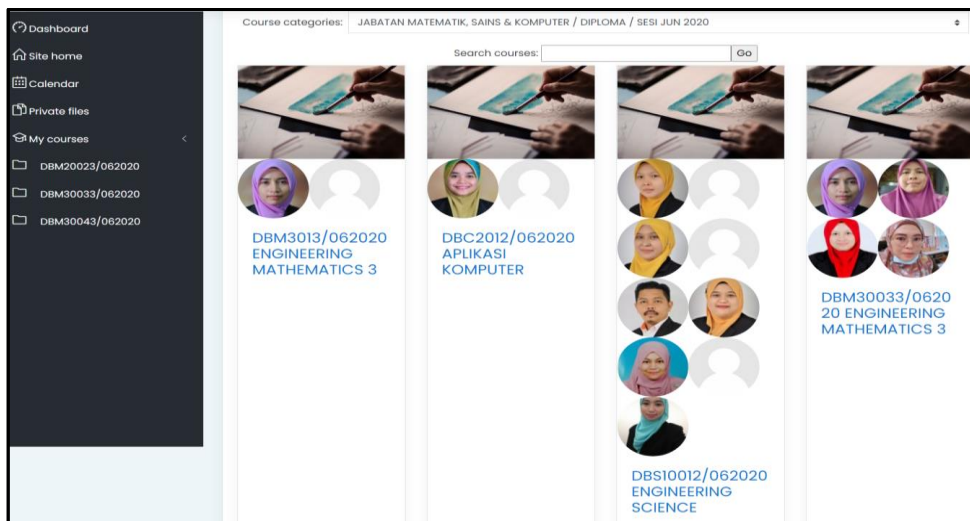 Dashboard
Site home
Calendar
Private files
My courses
DBM20023/062020
DBM30033/062020
DBM30043/062020
Course categories: JABATAN MATEMATIK, SAINS & KOMPUTER / DIPLOMA / SESI JUN 2020
Search courses: Go
DBM3013/062020
ENGINEERING
MATHEMATICS 3
DBC2012/062020
APLIKASI
KOMPUTER
DBS10012/062020
ENGINEERING
SCIENCE
DBM30033/0620
20 ENGINEERING
MATHEMATICS 3